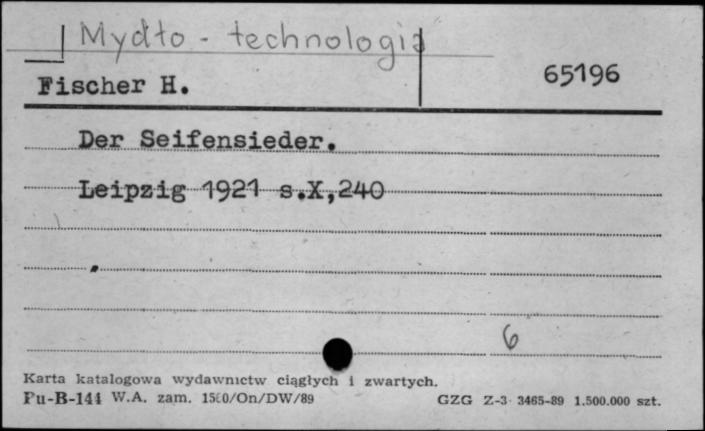 Mydło - technologia
Fischer H.
65196
Der Seifensieder.
Leipzig 1921 s.X,240
6
Karta katalogowa wydawnictw ciągłych i zwartych.
Pu-B-144 W.A. zam. 1580/On/DW/89 GZG Z-3 3465-89 1.500.000 szt.